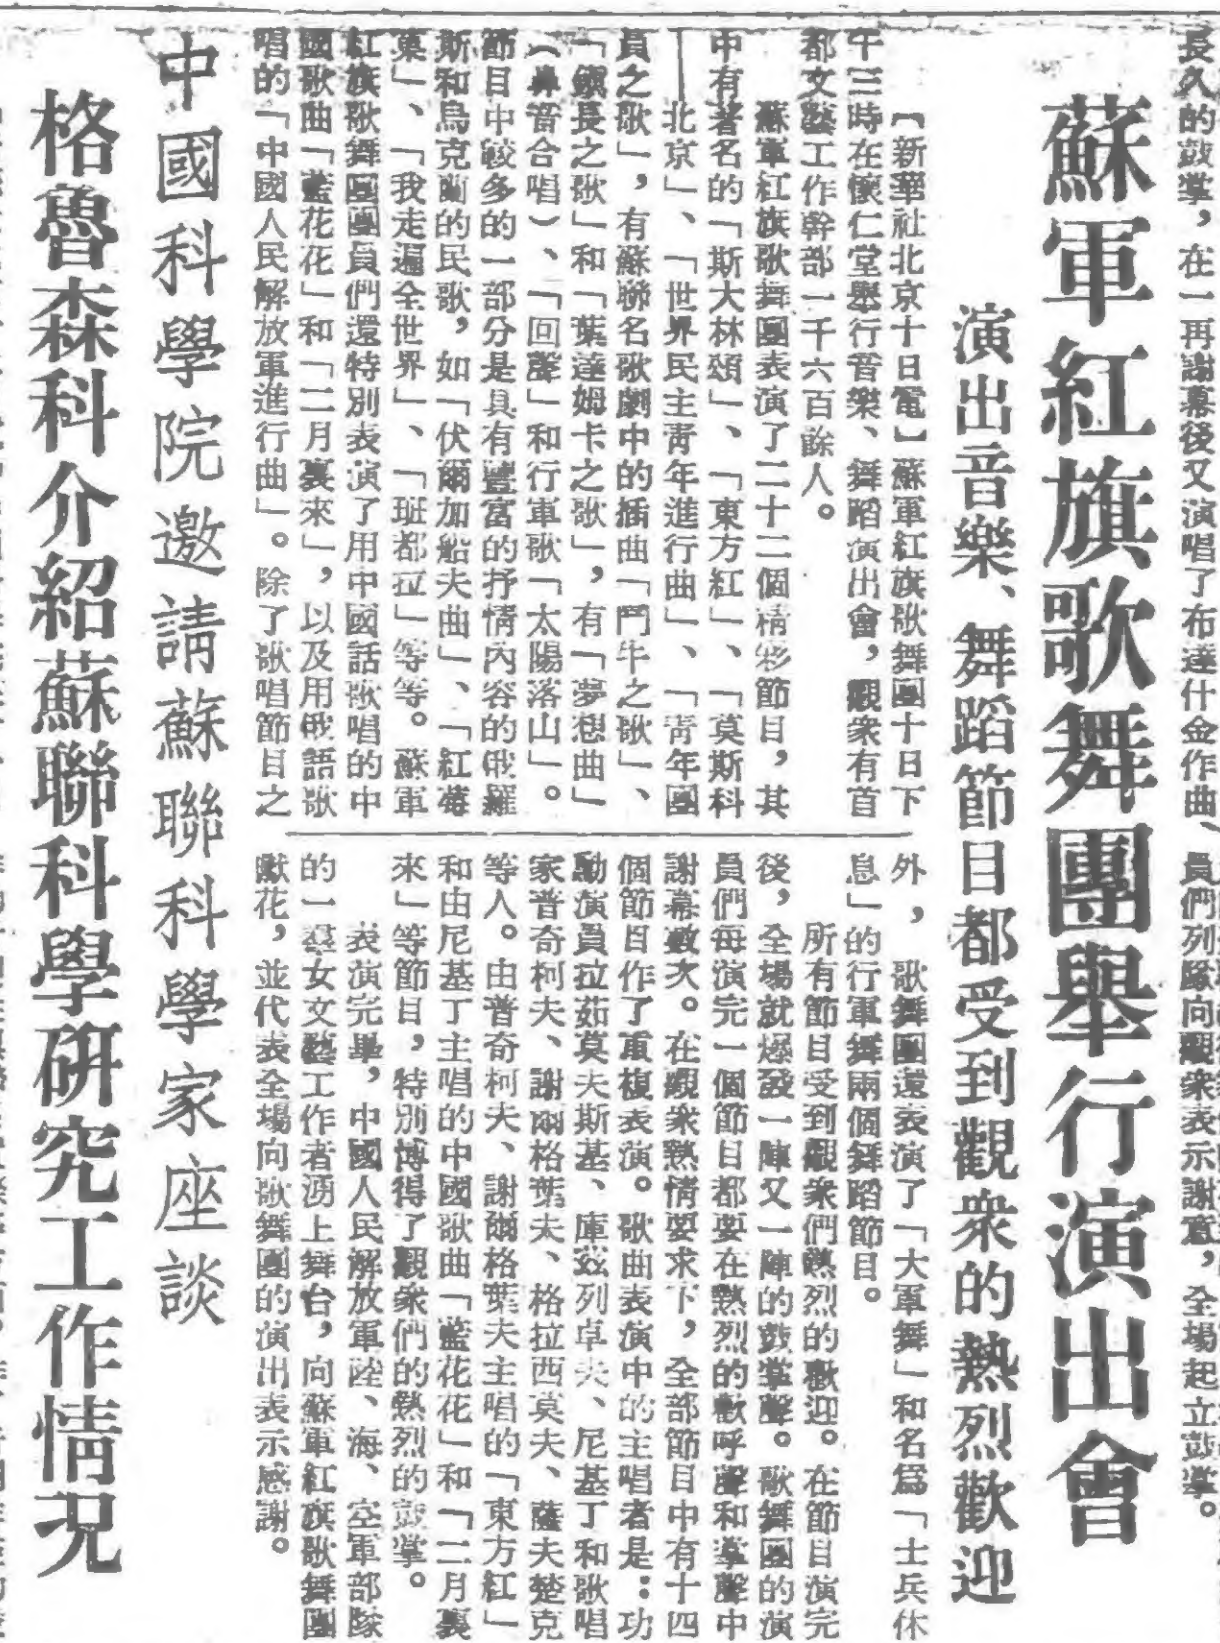 長久的鼓掌，在一再謝幕後又演唱了布達什金作曲、
員們列隊向觀衆表示謝意，全場起立鼓掌。
蘇軍紅旗歌舞團舉行演出會
演出音樂、舞蹈節目都受到觀衆的熱烈歡迎
【新華社北京十日電】蘇軍紅旗歌舞團十日下
午三時在懷仁堂舉行音樂、舞蹈演出會，觀衆有首
都文藝工作幹部一千六百餘人。
蘇軍紅旗歌舞團表演了二十二個精彩節目，其
中有著名的「斯大林頌」、「東方紅」、「莫斯科
——北京」、「世界民主青年進行曲」、「青年團
員之歌」，有蘇聯名歌劇中的插曲「鬥牛之歌」、
「鎮長之歌」和「葉達姆卡之歌」，有「夢想曲」
（鼻音合唱）、「回聲」和行軍歌「太陽落山」。
節目中較多的一部分是具有豐富的抒情內容的俄羅
斯和烏克蘭的民歌，如「伏爾加船夫曲」、「紅莓
菓」、「我走遍全世界」、「班都拉」等等。蘇軍
紅旗歌舞團團員們還特別表演了用中國話歌唱的中
國歌曲「藍花花」和「二月裏來」，以及用俄語歌
唱的「中國人民解放軍進行曲」。除了歌唱節目之
外，歌舞團還表演了「大軍舞」和名爲「士兵休
息」的行軍舞兩個舞蹈節目。
所有節目受到觀衆們熱烈的歡迎。在節目演完
後，全場就爆發一陣又一陣的鼓掌聲。歌舞團的演
員們每演完一個節目都要在熱烈的歡呼聲和掌聲中
謝幕數次。在觀衆熱情要求下，全部節目中有十四
個節目作了重複表演。歌曲表演中的主唱者是：功
勳演員拉茹莫夫斯基、庫茲列卓夫、尼基丁和歌唱
家普奇柯夫、謝爾格葉夫、格拉西莫夫、薩夫楚克
等人。由普奇柯夫、謝爾格葉夫主唱的「東方紅」
和由尼基丁主唱的中國歌曲「藍花花」和「二月裏
來」等節目，特別博得了觀衆們的熱烈的鼓掌。
表演完畢，中國人民解放軍陸、海、空軍部隊
的一羣女文藝工作者湧上舞台，向蘇軍紅旗歌舞團
獻花，並代表全場向歌舞團的演出表示感謝。
中國科學院邀請蘇聯科學家座談
格魯森科介紹蘇聯科學研究工作情況